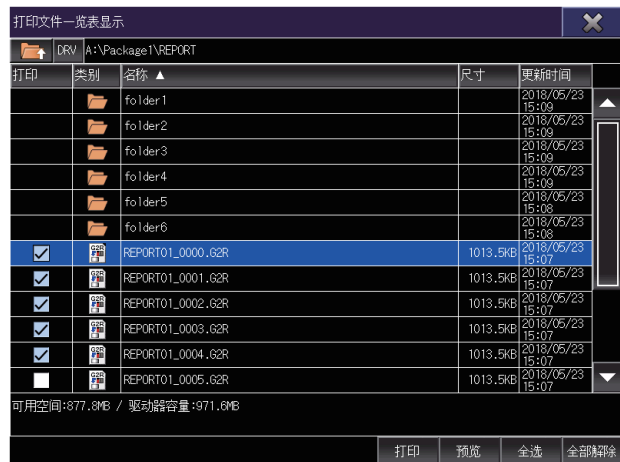 打印文件一览表显示
DRV A:\Package1\REPORT
打印 类别 名称 ▲ 尺寸 更新时间
folder1 2018/05/23 15:09
folder2 2018/05/23 15:09
folder3 2018/05/23 15:09
folder4 2018/05/23 15:09
folder5 2018/05/23 15:08
folder6 2018/05/23 15:08
G2R REPORT01_0000.G2R 1013.5KB 2018/05/23 15:07
G2R REPORT01_0001.G2R 1013.5KB 2018/05/23 15:07
G2R REPORT01_0002.G2R 1013.5KB 2018/05/23 15:07
G2R REPORT01_0003.G2R 1013.5KB 2018/05/23 15:07
G2R REPORT01_0004.G2R 1013.5KB 2018/05/23 15:07
G2R REPORT01_0005.G2R 1013.5KB 2018/05/23 15:07
可用空间:877.8MB / 驱动器容量:971.6MB
打印 预览 全选 全部解除